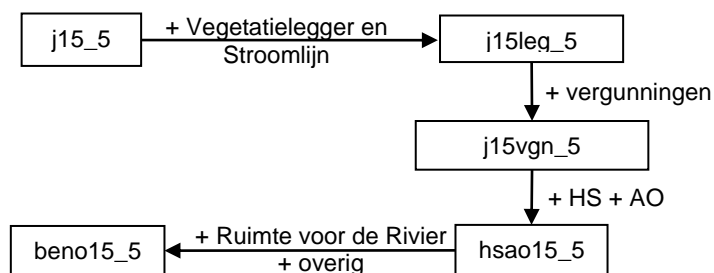 j15_5
+ Vegetatielegger en
Stroomlijn
j15leg_5
+ vergunningen
j15vgn_5
+ HS + AO
hsao15_5
+ Ruimte voor de Rivier
+ overig
beno15_5